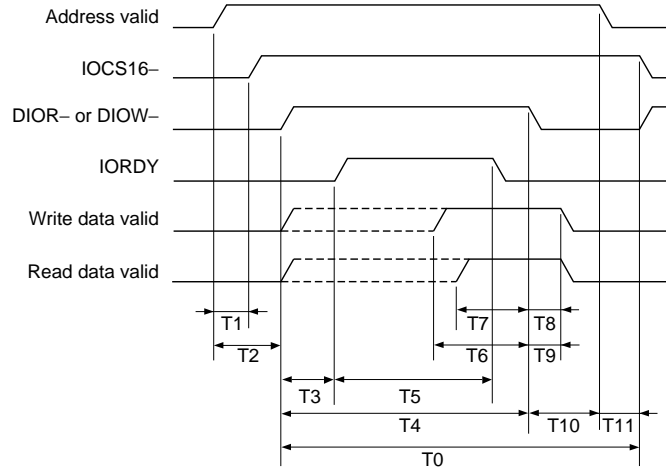 Address valid
IOCS16−
DIOR− or DIOW−
IORDY
Write data valid
Read data valid
T1
T7
T8
T2
T6
T9
T3
T5
T4
T10
T11
T0